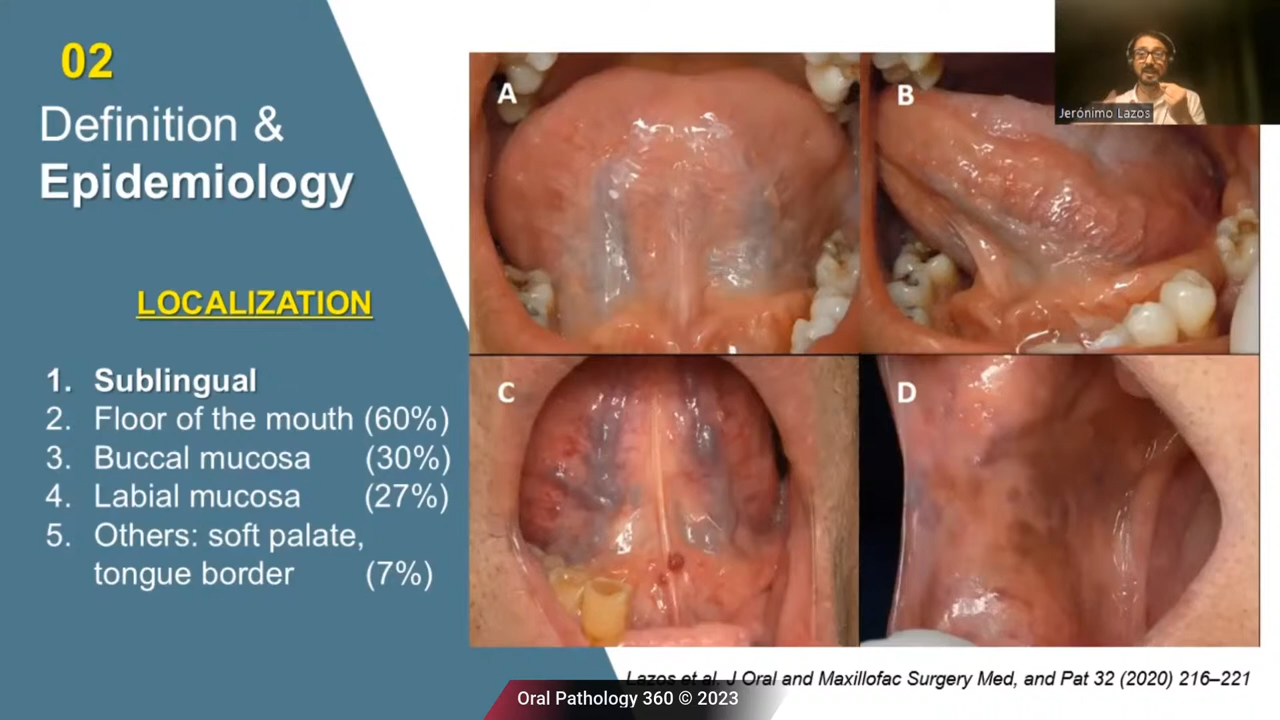 02
Definition &
Epidemiology
LOCALIZATION
1. Sublingual
2. Floor of the mouth (60%)
3. Buccal mucosa (30%)
4. Labial mucosa (27%)
5. Others: soft palate,
tongue border (7%)
A
B
C
D
Jerónimo Lazos
Lazos et al. J Oral and Maxillofac Surgery Med, and Pat 32 (2020) 216–221
Oral Pathology 360 © 2023